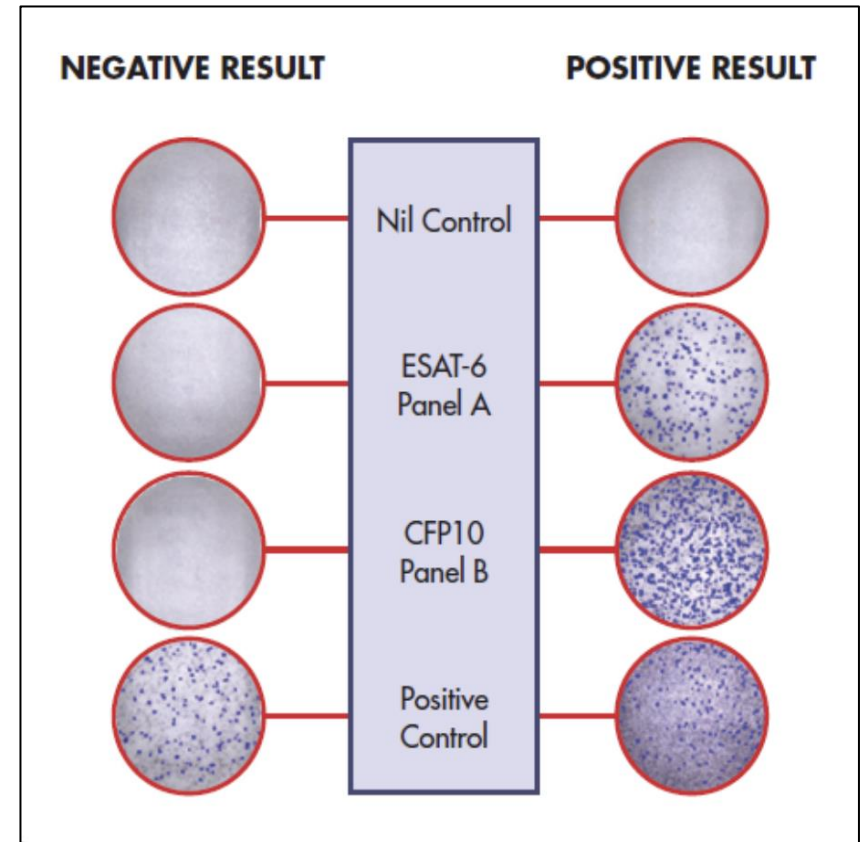 NEGATIVE RESULT
POSITIVE RESULT
Nil Control
ESAT-6
Panel A
CFP10
Panel B
Positive
Control